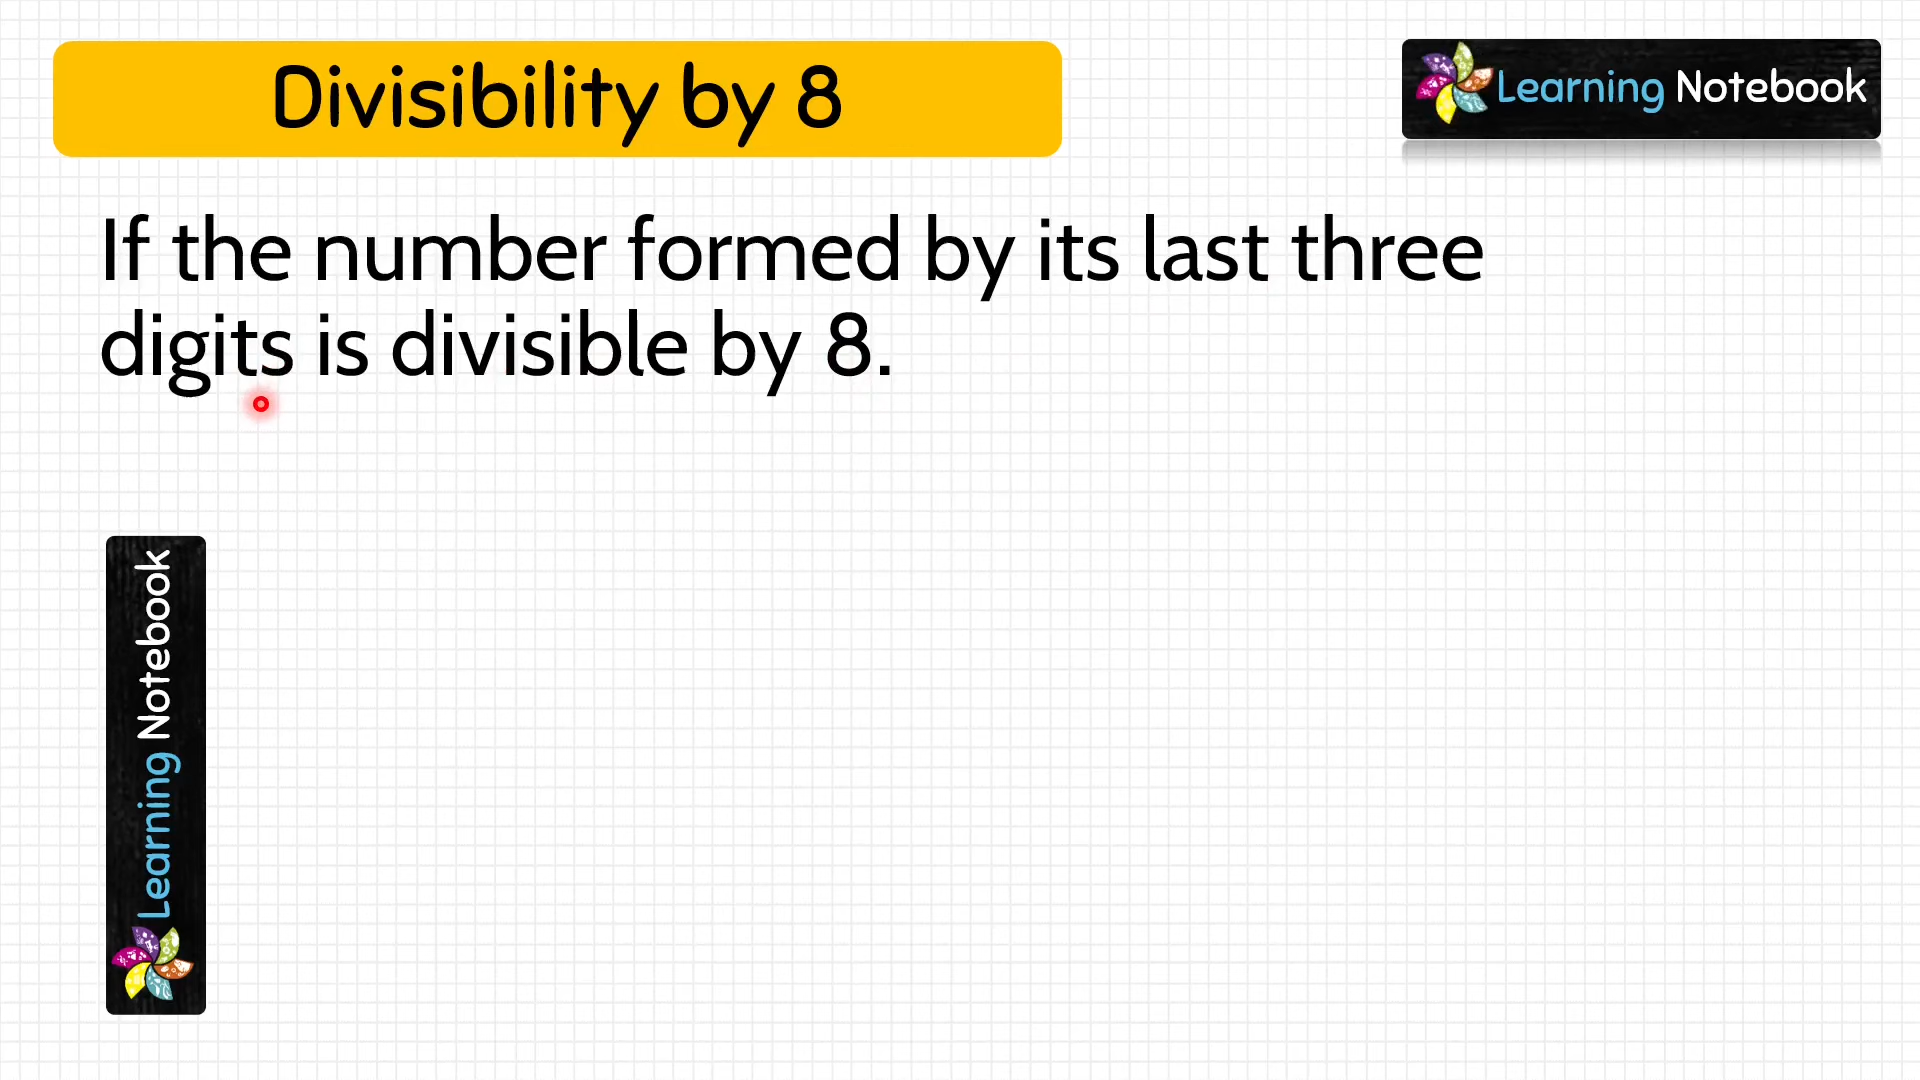 Divisibility by 8
Learning Notebook
If the number formed by its last three
digits is divisible by 8.
Learning Notebook